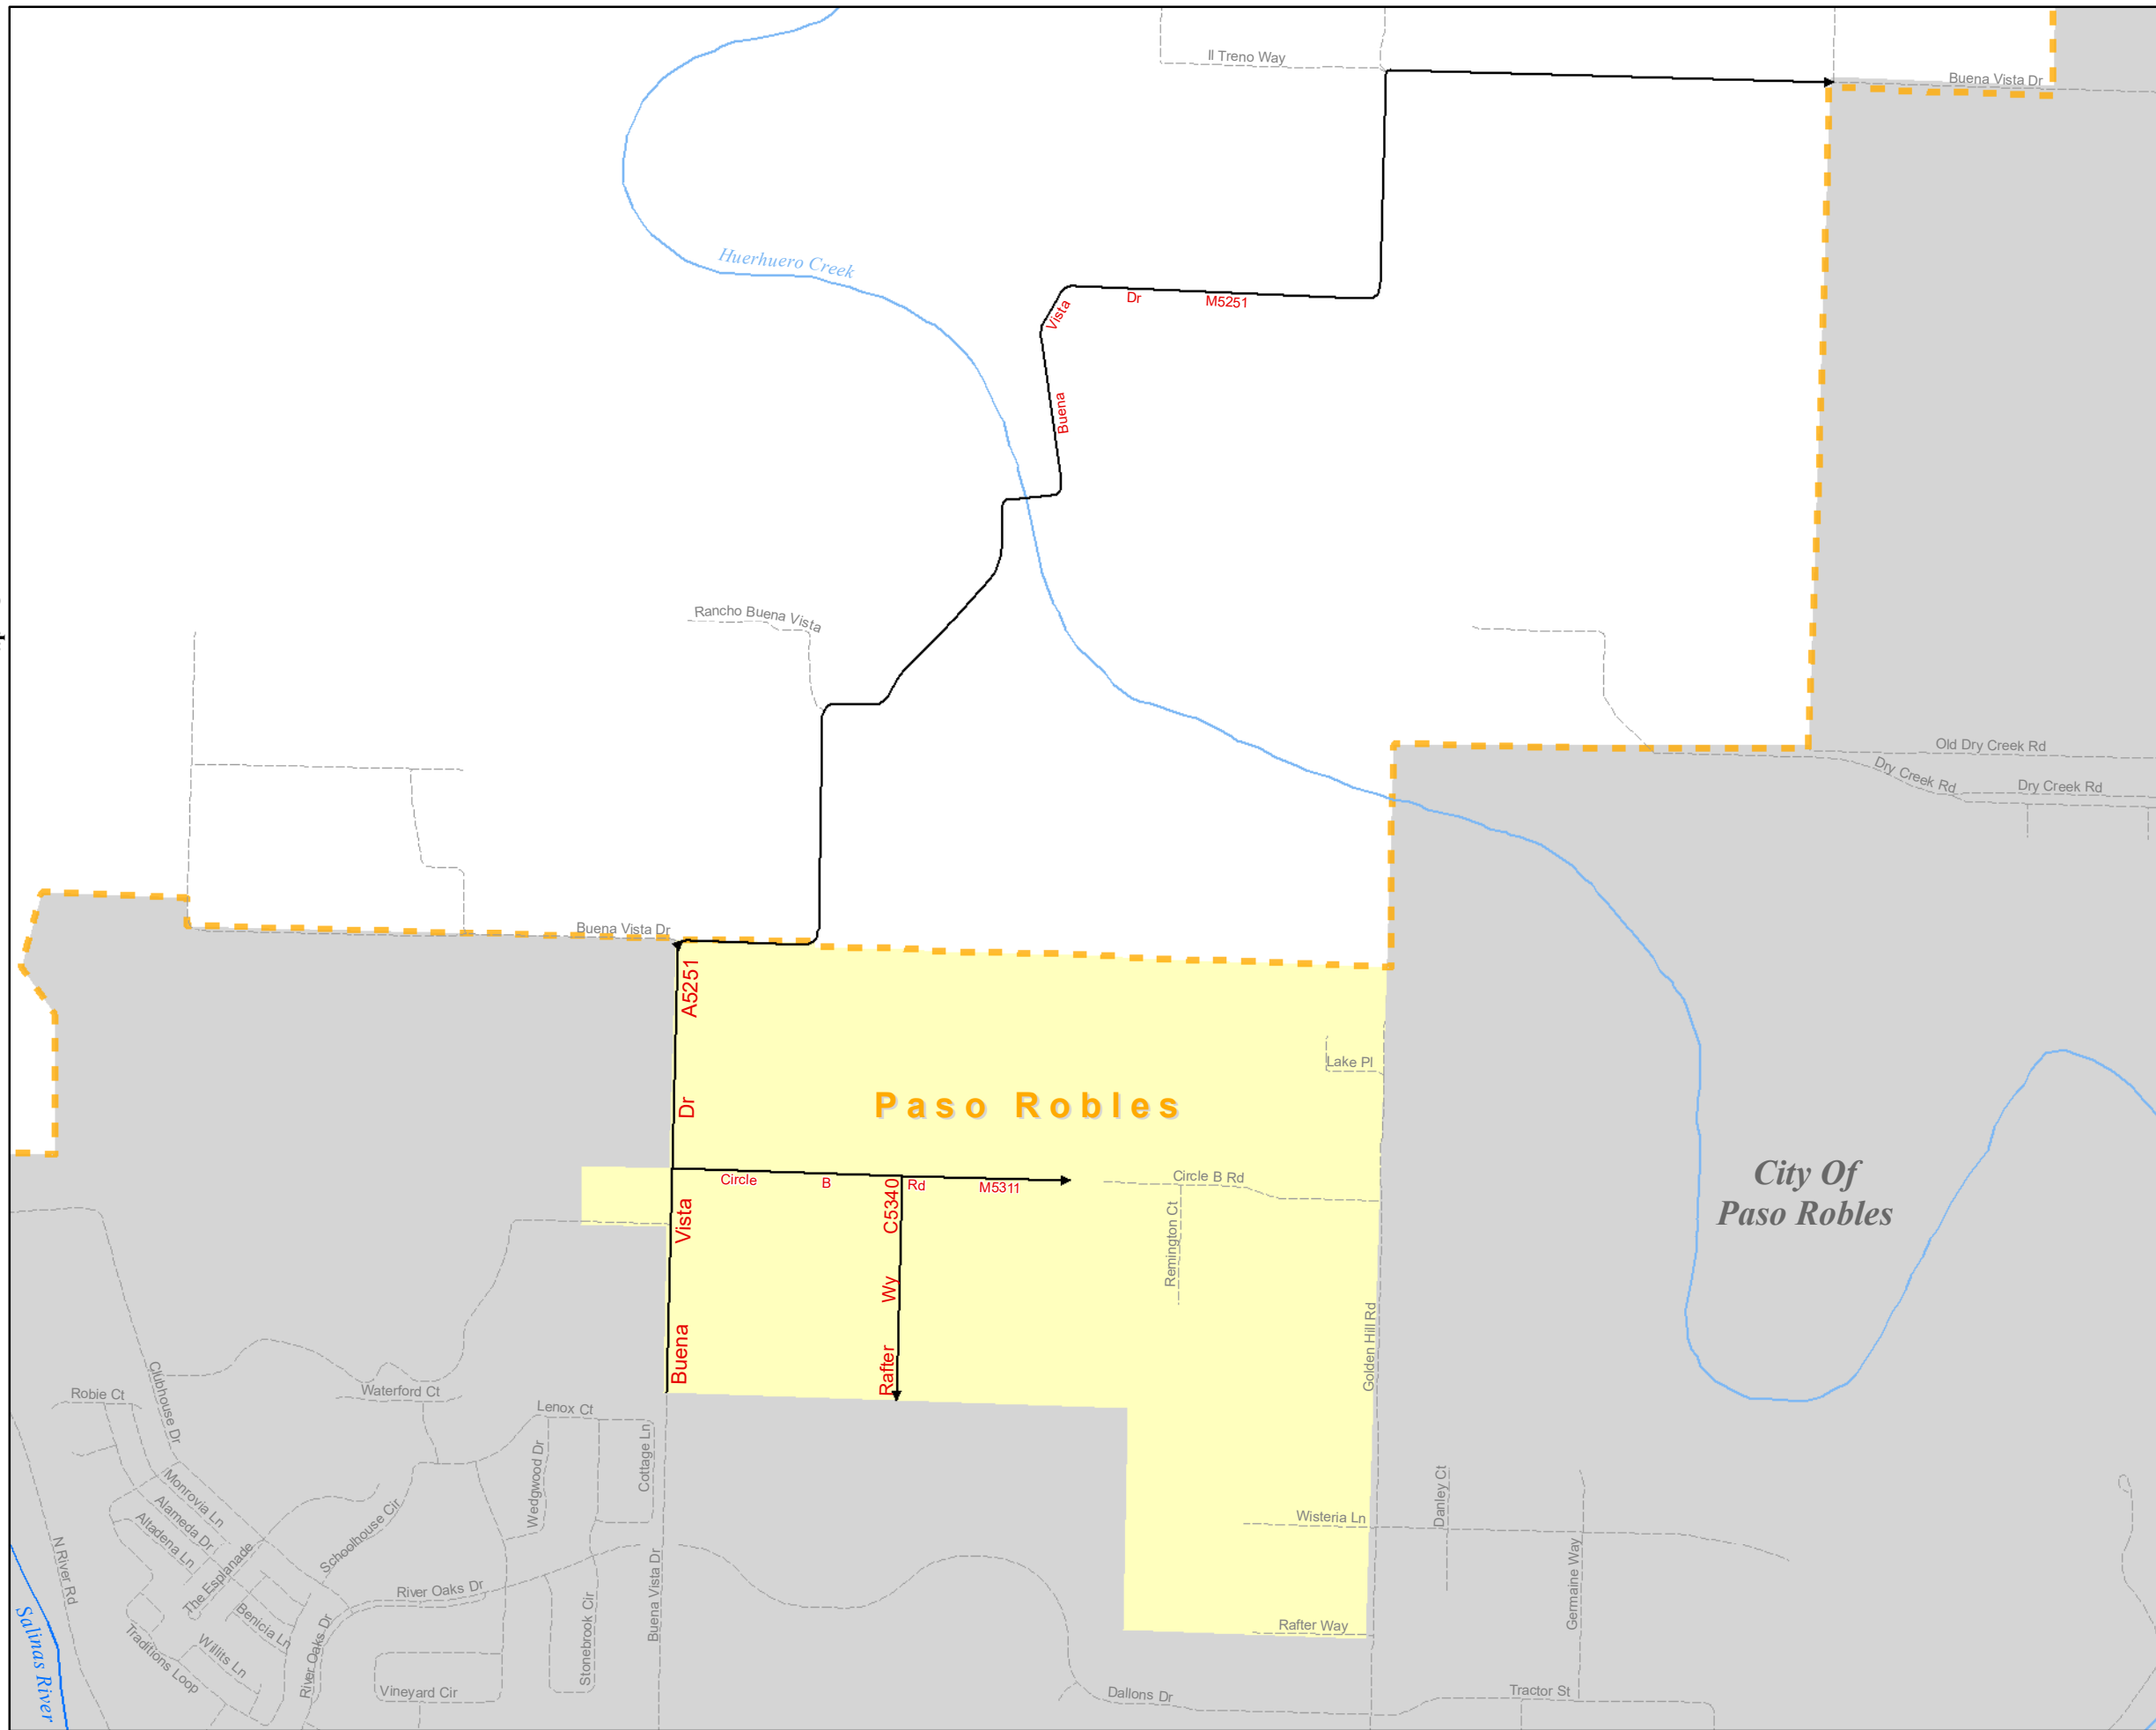 Il Treno Way
Buena Vista Dr
Huerhuero Creek
Vista
Dr
M5251
Buena
Rancho Buena Vista
Old Dry Creek Rd
Dry Creek Rd
Dry Creek Rd
Buena Vista Dr
A5251
Dr
Vista
Buena
Lake Pl
Paso Robles
Circle
B
Rd
M5311
C5340
Wy
Rafter
Circle B Rd
Remington Ct
Golden Hill Rd
City Of
Paso Robles
Clubhouse Dr
Robie Ct
Waterford Ct
Lenox Ct
Cottage Ln
Wedgwood Dr
Monrovia Ln
Alameda Dr
Altadena Ln
The Esplanade
Schoolhouse Cir
N River Rd
River Oaks Dr
Benicia Ln
Willits Ln
Traditions Loop
River Oaks Dr
Salinas River
Vineyard Cir
Stonebrook Cir
Buena Vista Dr
Wisteria Ln
Danley Ct
Germaine Way
Rafter Way
Dallons Dr
Tractor St